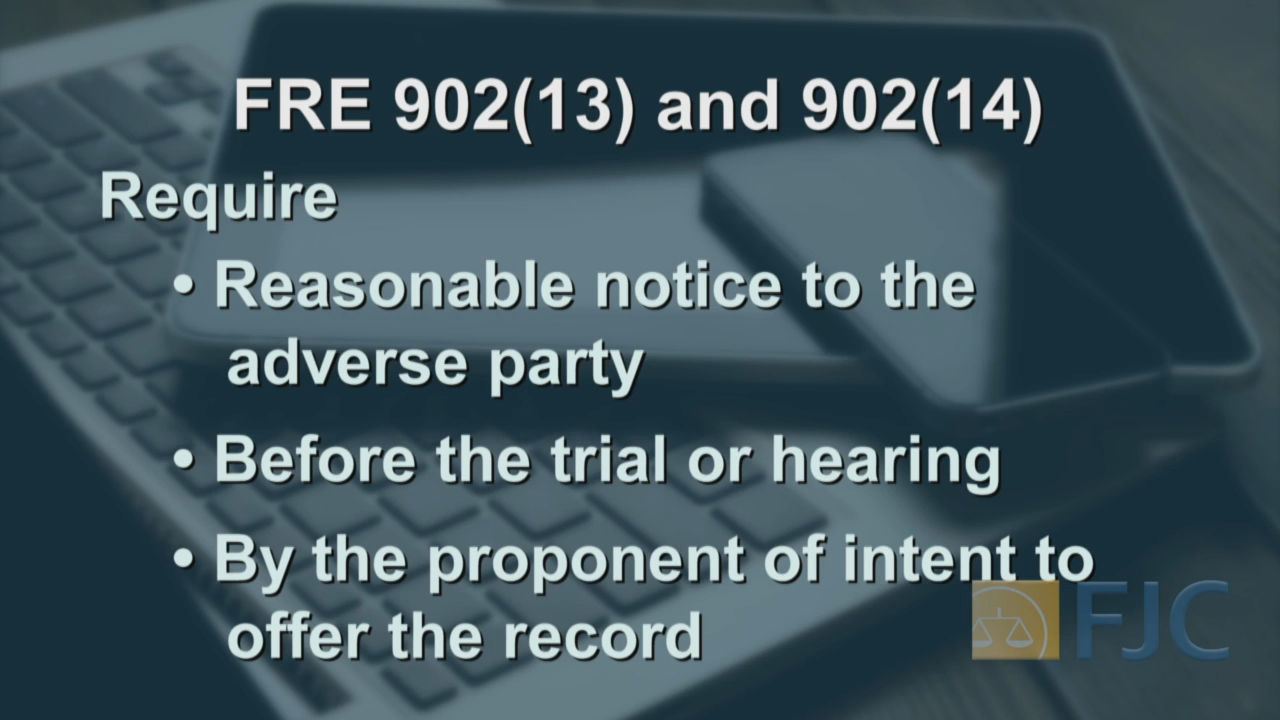 FRE 902(13) and 902(14)
Require
• Reasonable notice to the
adverse party
• Before the trial or hearing
• By the proponent of intent to
offer the record
FJC